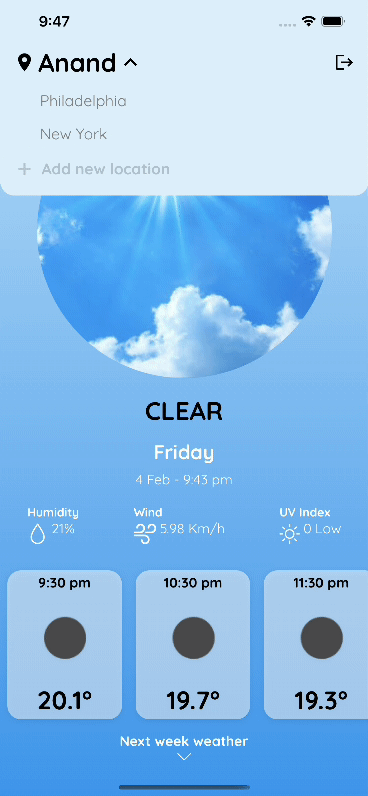 9:47
Anand
Philadelphia
New York
+ Add new location
CLEAR
Friday
4 Feb - 9:43 pm
Humidity Wind UV Index
21% 5.98 Km/h 0 Low
9:30 pm 10:30 pm 11:30 pm
20.1° 19.7° 19.3°
Next week weather